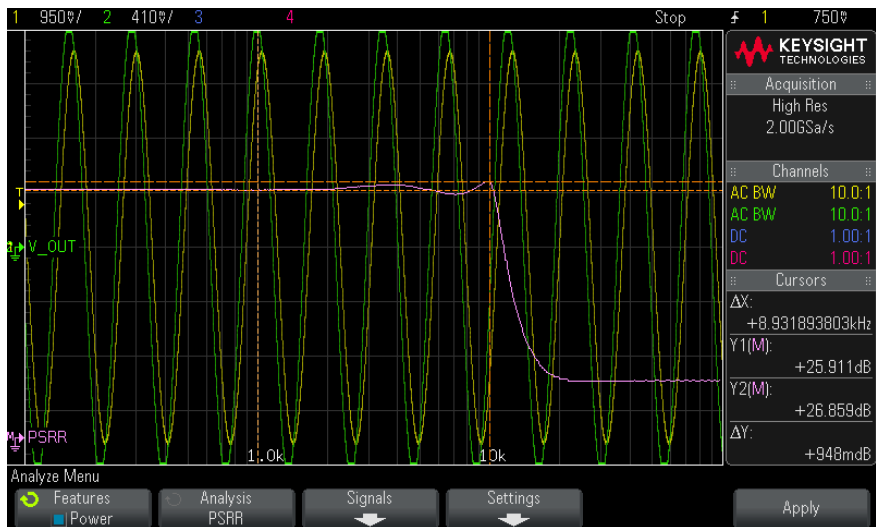 1 950mV/ 2 410mV/ 3 4 Stop 1 750mV
KEYSIGHT
TECHNOLOGIES
Acquisition
High Res
2.00GSa/s
Channels
AC BW 10.0:1
AC BW 10.0:1
DC 1.00:1
DC 1.00:1
Cursors
ΔX:
+8.931893803kHz
Y1(M):
+25.911dB
Y2(M):
+26.859dB
ΔY:
+948mdB
T
V_OUT
PSRR
1.0k 10k
Analyze Menu
Features
Power
Analysis
PSRR
Signals
Settings
Apply